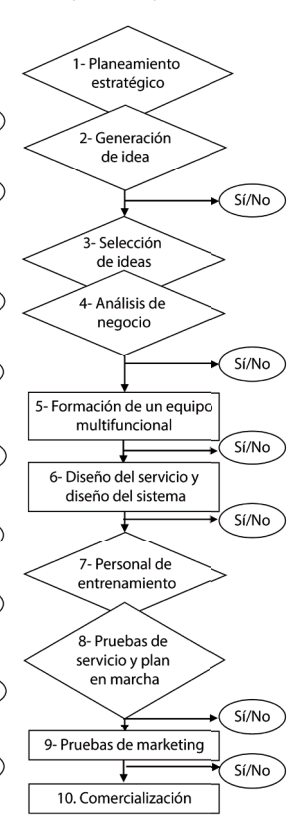 1- Planeamiento
estratégico
2- Generación
de idea
Sí/No
3- Selección
de ideas
4- Análisis de
negocio
Sí/No
5- Formación de un equipo
multifuncional
Sí/No
6- Diseño del servicio y
diseño del sistema
Sí/No
7- Personal de
entrenamiento
8- Pruebas de
servicio y plan
en marcha
Sí/No
9- Pruebas de marketing
Sí/No
10. Comercialización